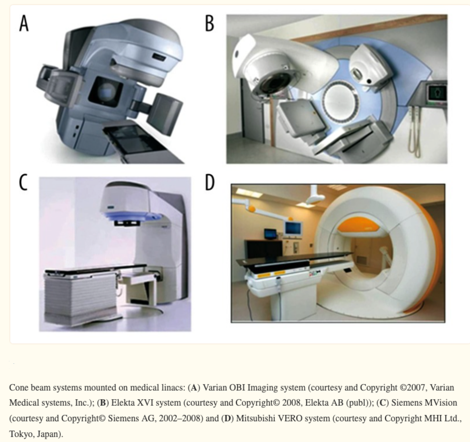 A
B
C
D
Cone beam systems mounted on medical linacs: (A) Varian OBI Imaging system (courtesy and Copyright ©2007, Varian
Medical systems, Inc.); (B) Elekta XVI system (courtesy Copyright© 2008, Elekta AB (publ)); (C) Siemens MVision
(courtesy and Copyright© Siemens AG, 2002–2008) and (D) Mitsubishi VERO system (courtesy and Copyright MHI Ltd.,
Tokyo, Japan).